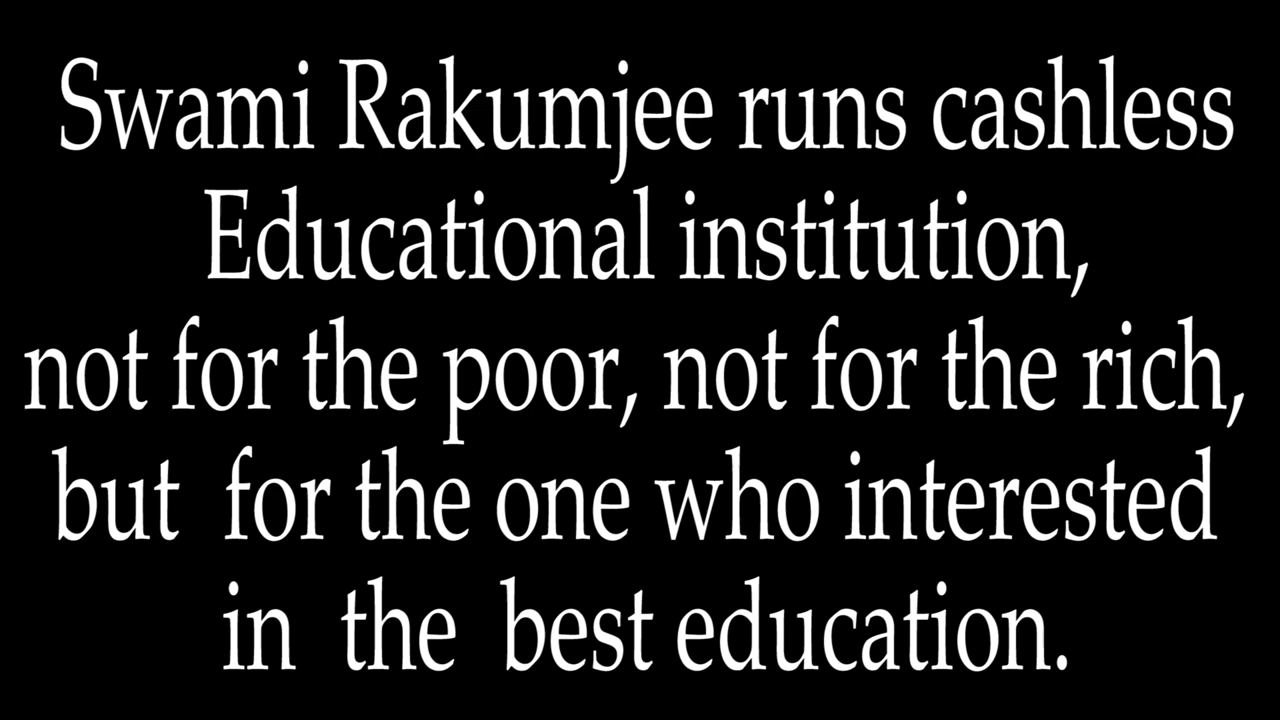 Swami Rakumjee runs cashless
Educational institution,
not for the poor, not for the rich,
but for the one who interested
in the best education.